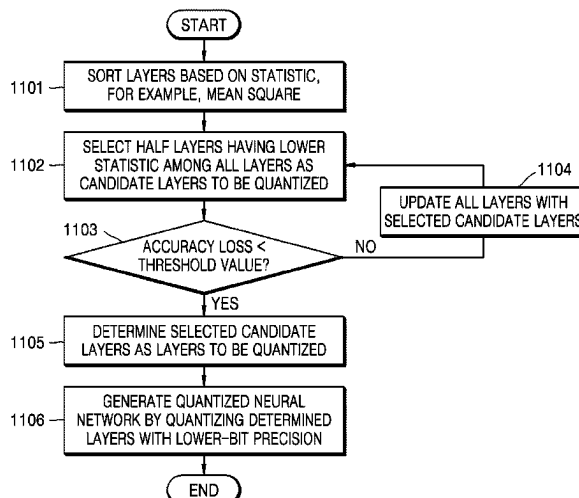 START
1101
SORT LAYERS BASED ON STATISTIC,
FOR EXAMPLE, MEAN SQUARE
1102
SELECT HALF LAYERS HAVING LOWER
STATISTIC AMONG ALL LAYERS AS
CANDIDATE LAYERS TO BE QUANTIZED
1104
UPDATE ALL LAYERS WITH
SELECTED CANDIDATE LAYERS
1103
ACCURACY LOSS <
THRESHOLD VALUE?
NO
YES
1105
DETERMINE SELECTED CANDIDATE
LAYERS AS LAYERS TO BE QUANTIZED
1106
GENERATE QUANTIZED NEURAL
NETWORK BY QUANTIZING DETERMINED
LAYERS WITH LOWER-BIT PRECISION
END